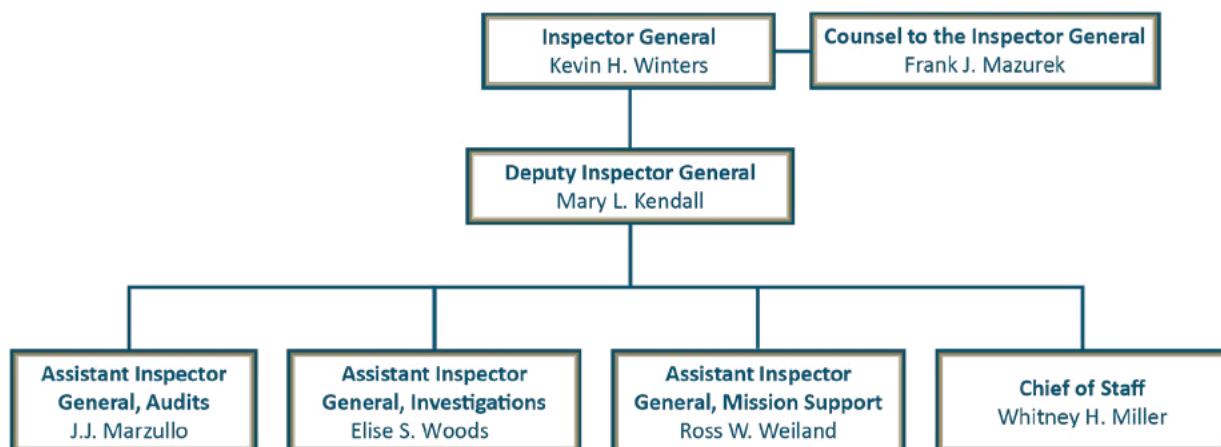 Inspector General
Kevin H. Winters
Counsel to the Inspector General
Frank J. Mazurek
Deputy Inspector General
Mary L. Kendall
Assistant Inspector
General, Audits
J.J. Marzullo
Assistant Inspector
General, Investigations
Elise S. Woods
Assistant Inspector
General, Mission Support
Ross W. Weiland
Chief of Staff
Whitney H. Miller